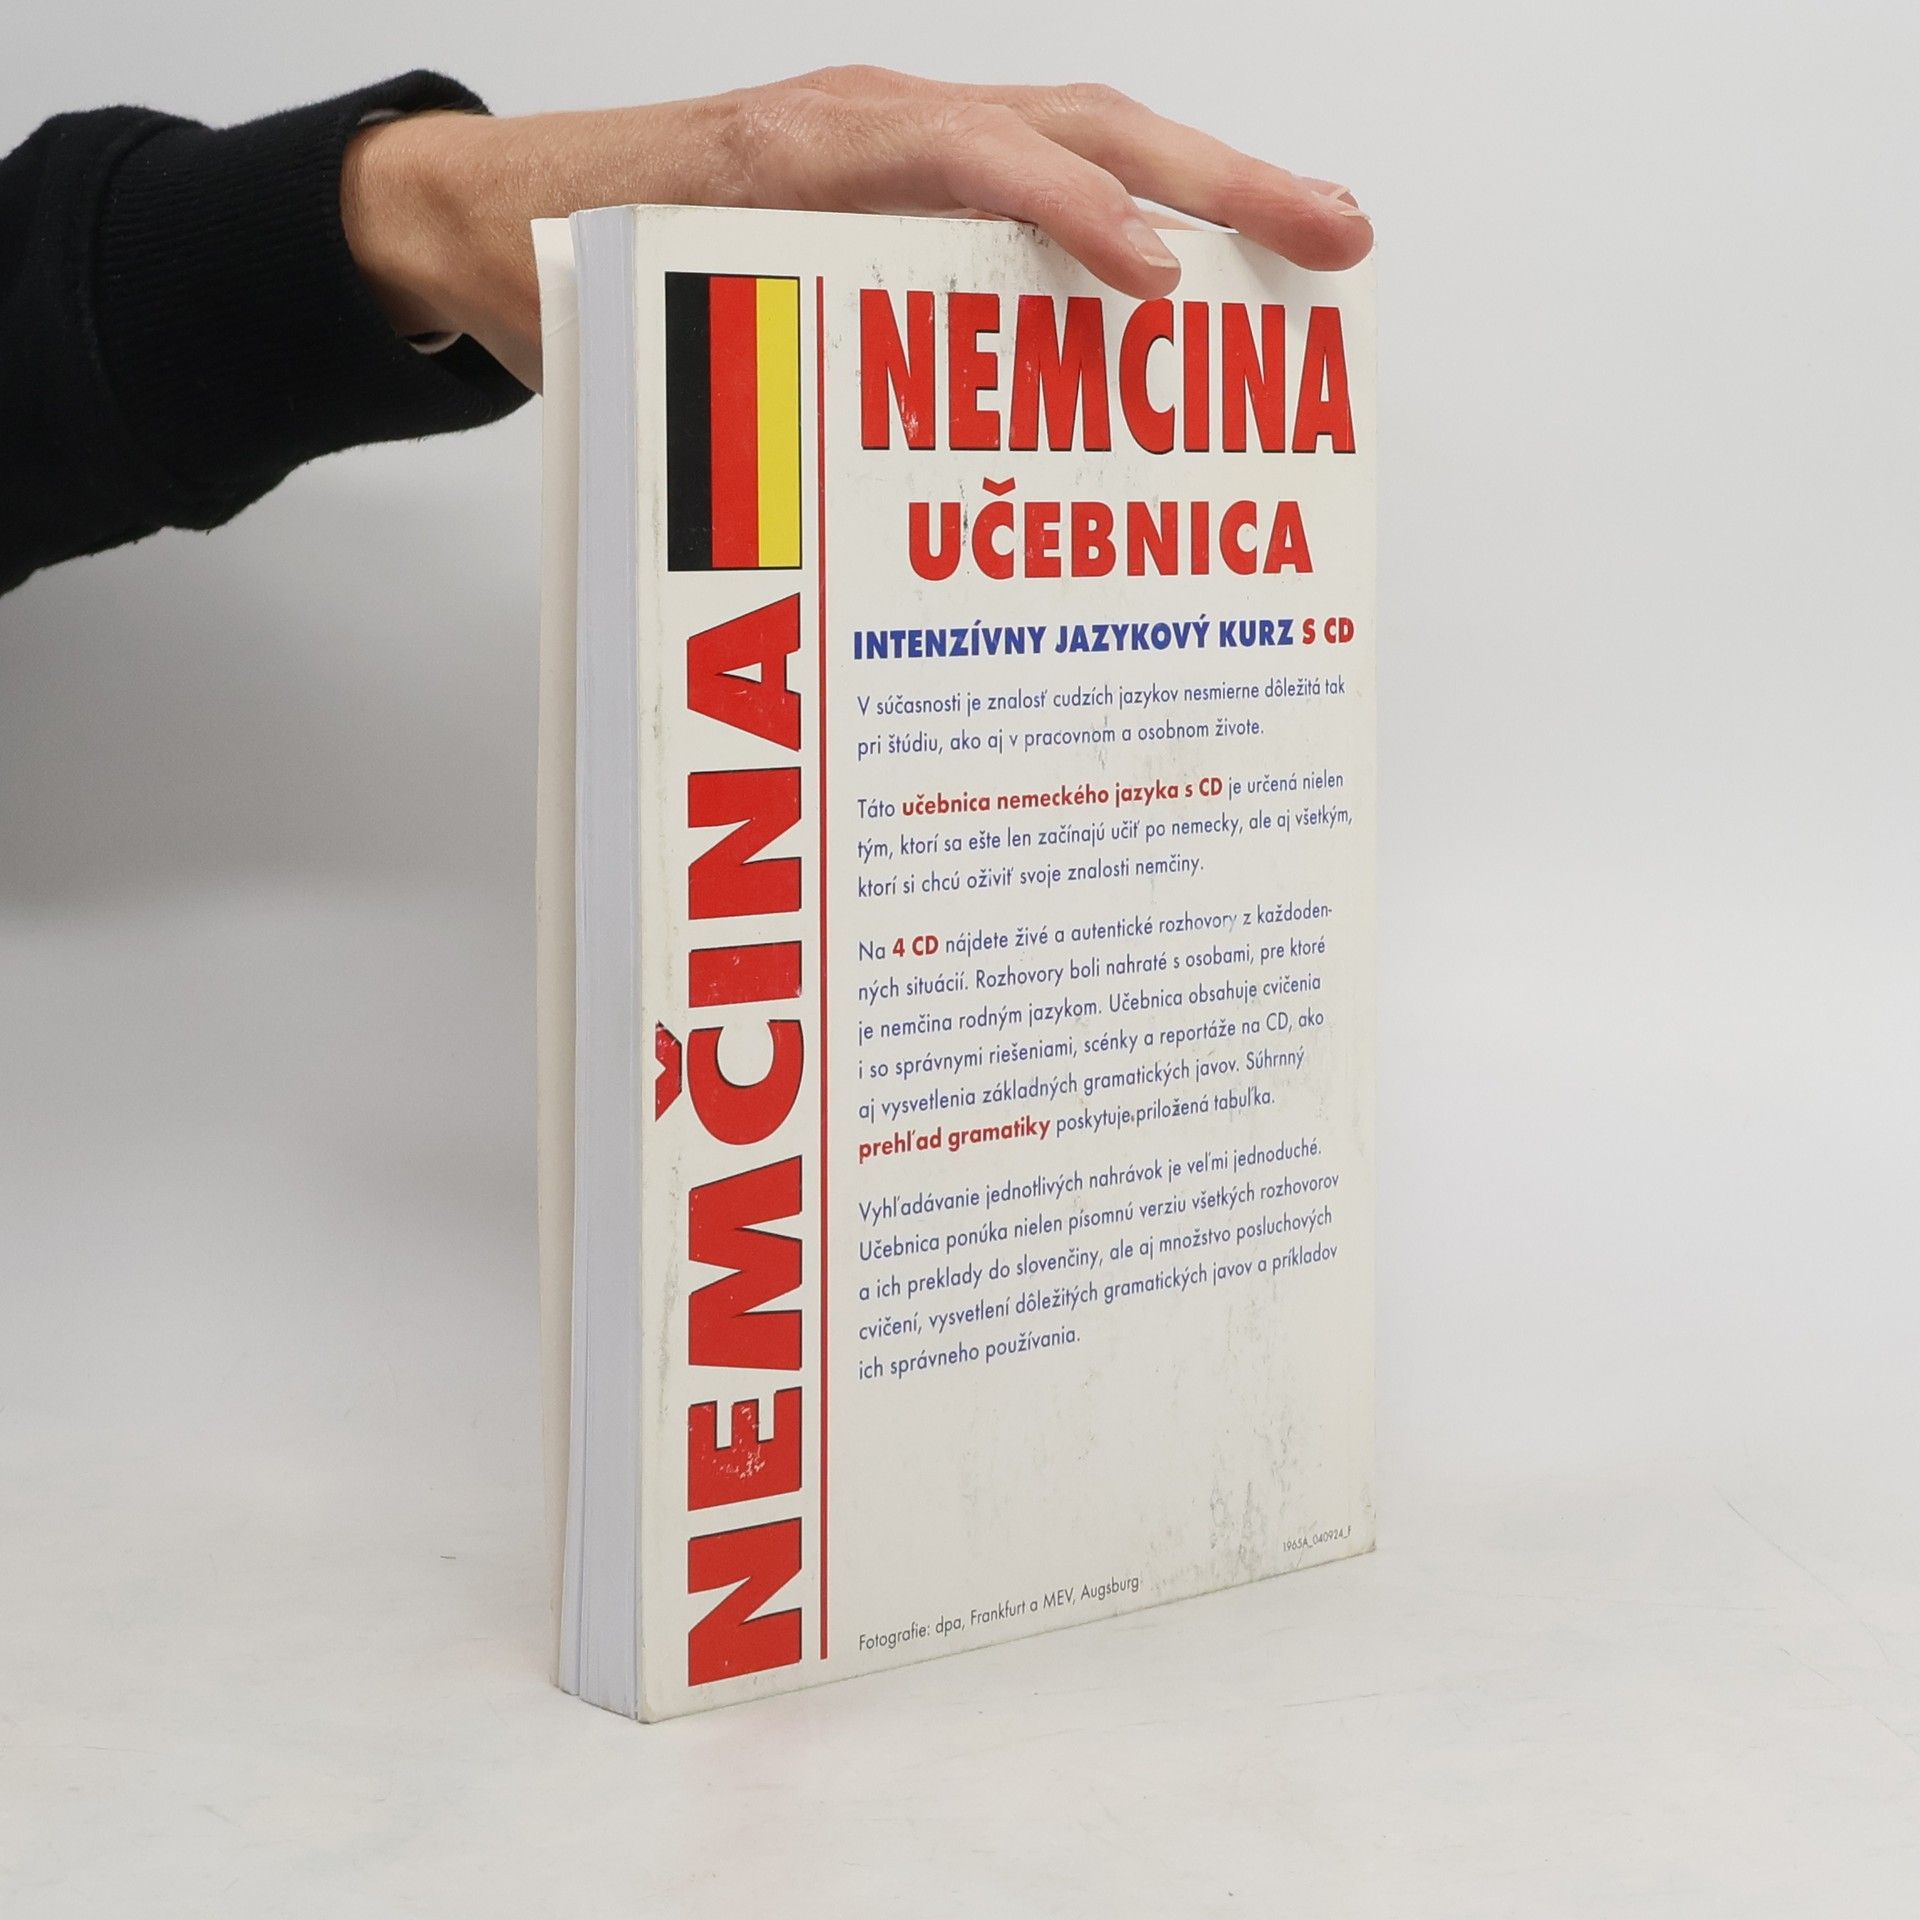 NEMČINA
NEMČINA
UČEBNICA
INTENZÍVNY JAZYKOVÝ KURZ S CD
V súčasnosti je znalosť cudzích jazykov nesmierne dôležitá tak
pri štúdiu, ako aj v pracovnom a osobnom živote.
Táto učebnica nemeckého jazyka s CD je určená nielen
tým, ktorí sa ešte len začínajú učiť po nemecky, ale aj všetkým,
ktorí si chcú oživiť svoje znalosti nemčiny.
Na 4 CD nájdete živé a autentické rozhovory z každoden-
ných situácií. Rozhovory boli nahraté s osobami, pre ktoré
je nemčina rodným jazykom. Učebnica obsahuje cvičenia
i so správnymi riešeniami, scénky a reportáže na CD, ako
aj vysvetlenia základných gramatických javov. Súhrnný
prehľad gramatiky poskytuje priložená tabuľka.
Vyhľadávanie jednotlivých nahrávok je veľmi jednoduché.
Učebnica ponúka nielen písomnú verziu všetkých rozhovorov
a ich preklady do slovenčiny, ale aj množstvo posluchových
cvičení, vysvetlení dôležitých gramatických javov a príkladov
ich správneho používania.
1965A_040924_F
Fotografie: dpa, Frankfurt a MEV, Augsburg